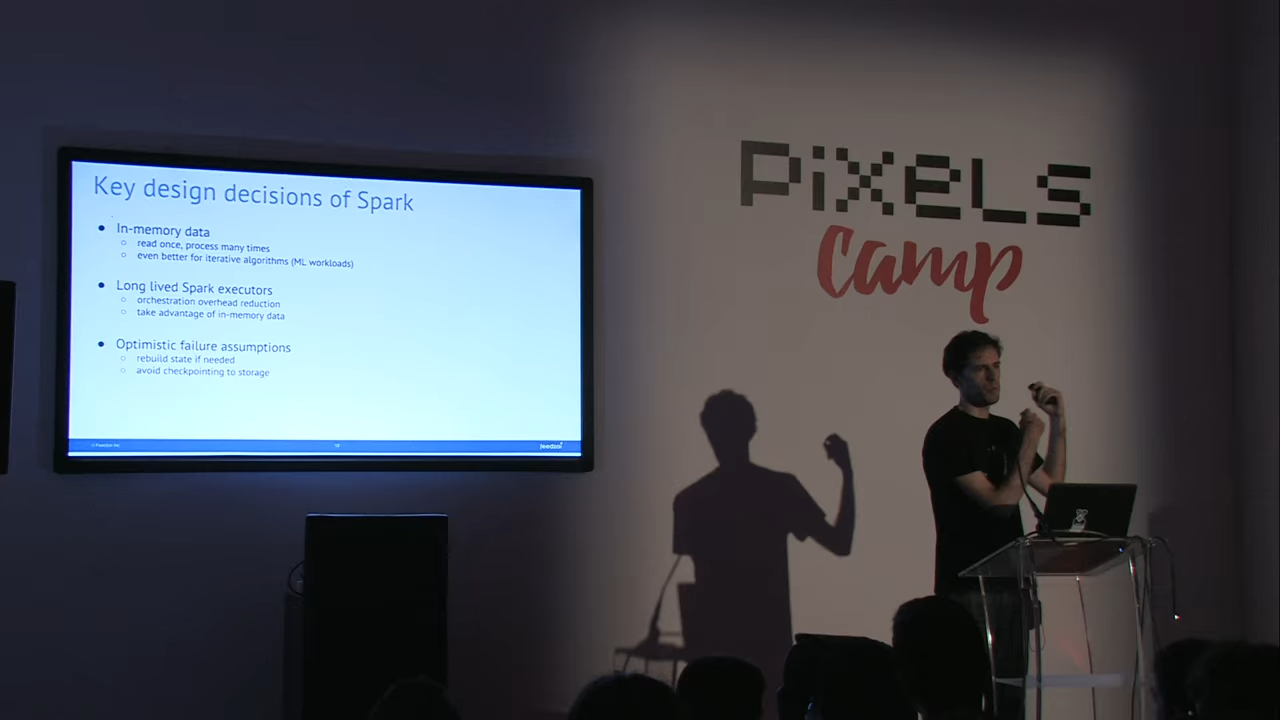 Key design decisions of Spark
● In-memory data
○ read once, process many times
○ even better for iterative algorithms (ML workloads)
● Long lived Spark executors
○ orchestration overhead reduction
○ take advantage of in-memory data
● Optimistic failure assumptions
○ rebuild state if needed
○ avoid checkpointing to storage
feedzai
pixels
camp